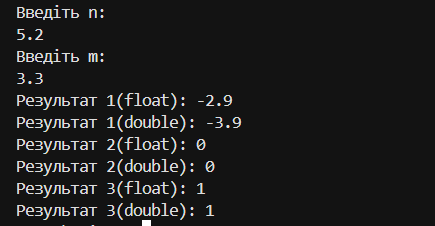 Введіть n:
5.2
Введіть m:
3.3
Результат 1(float): -2.9
Результат 1(double): -3.9
Результат 2(float): 0
Результат 2(double): 0
Результат 3(float): 1
Результат 3(double): 1